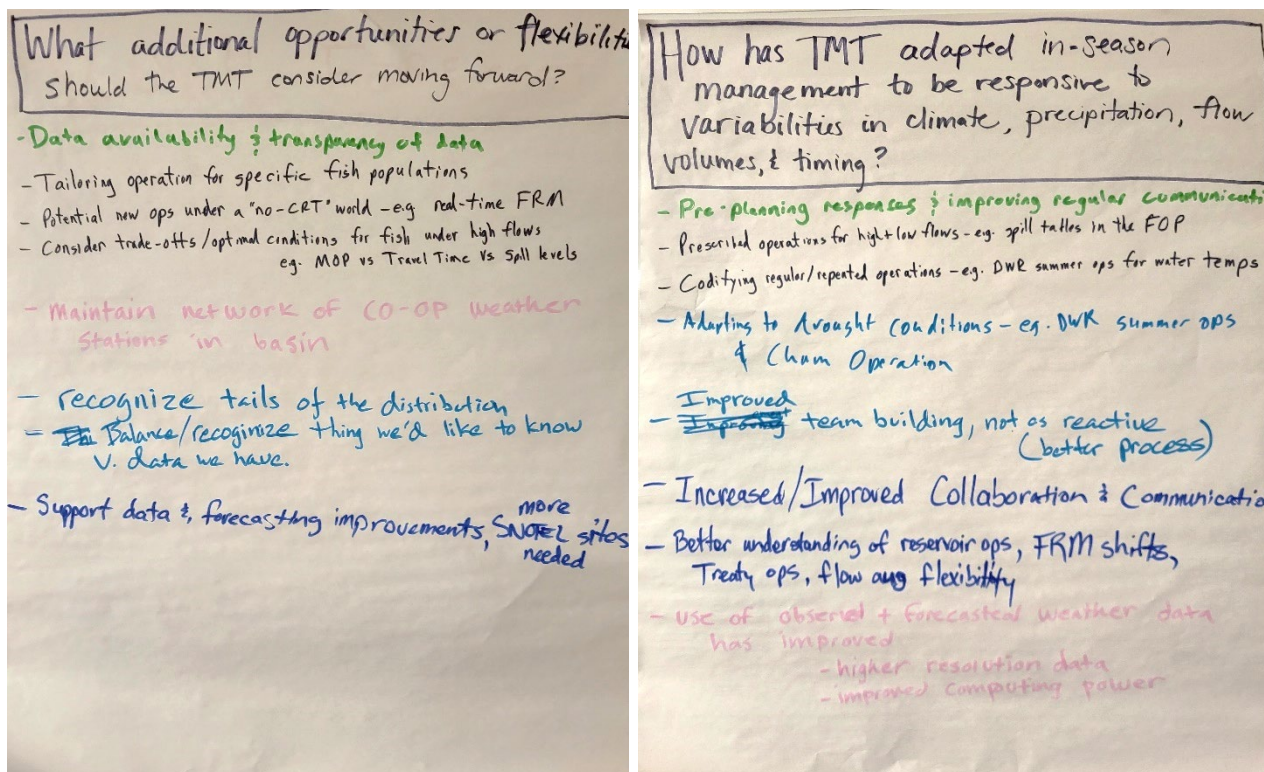 What additional opportunities or flexibiliti
should the TMT consider moving forward?
- Data availability & transparency of data
- Tailoring operation for specific fish populations
- Potential new ops under a "no-CRT" world - e.g. real-time FRM
- Consider trade-offs/optimal conditions for fish under high flows
eg. MOP vs Travel Time vs Spill levels
- Maintain network of CO-OP weather
stations in basin
- recognize tails of the distribution
- Balance/recoginize thing we'd like to know
v. data we have.
- Support data & forecasting improvements, more SNOTEL sites
needed
How has TMT adapted in-season
management to be responsive to
variabilities in climate, precipitation, flow
volumes, & timing?
- Pre-planning responses & improving regular communicati
- Prescribed operations for high+low flows - eg. spill tables in the FOP
- Codifying regular/repeated operations - e.g. DWR summer ops for water temps
- Adapting to drought conditions - eg. DWR summer ops
& Chum Operation
Improved
- Improving team building, not as reactive
(better process)
- Increased/Improved Collaboration & Communicatio
- Better understanding of reservoir ops, FRM shifts,
Treaty ops, flow aug flexibility
- use of observed + forecasted weather data
has improved
- higher resolution data
- improved computing power